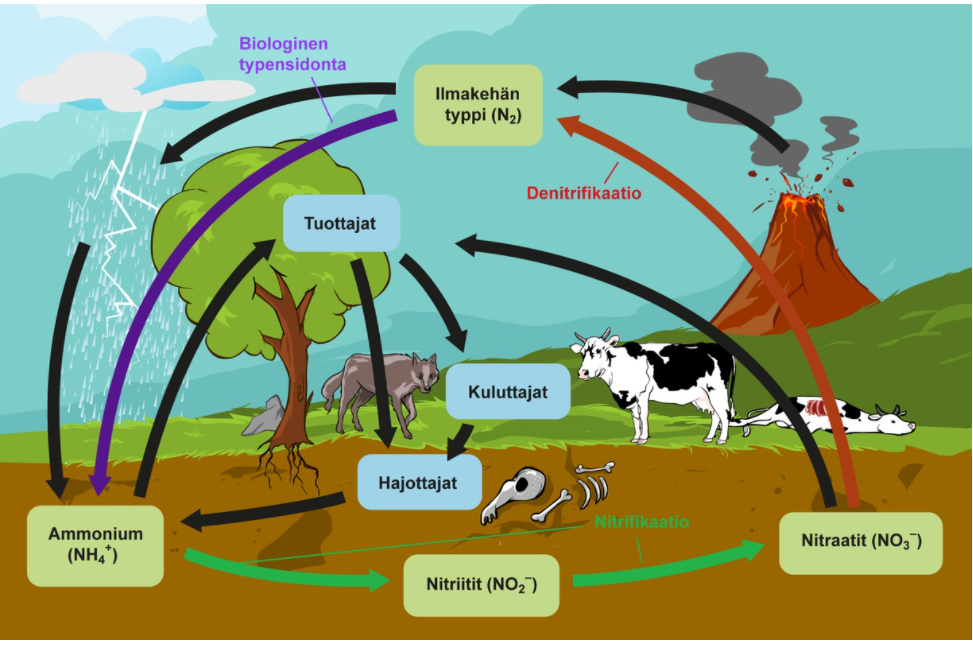 Biologinen
typensidonta
Ilmakehän
typpi (N₂)
Denitrifikaatio
Tuottajat
Kuluttajat
Hajottajat
Nitrifikaatio
Ammonium
(NH₄⁺)
Nitriitit (NO₂⁻)
Nitraatit (NO₃⁻)